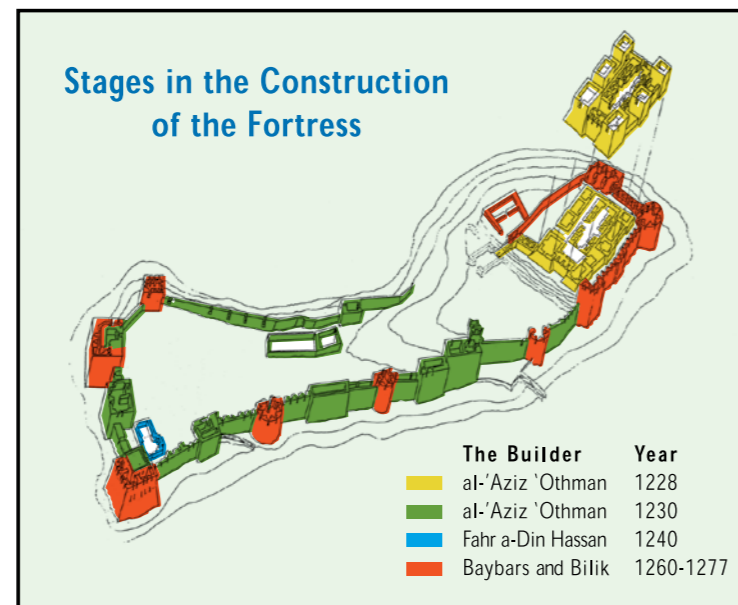 Stages in the Construction
of the Fortress
The Builder Year
al-'Aziz 'Othman 1228
al-'Aziz 'Othman 1230
Fahr a-Din Hassan 1240
Baybars and Bilik 1260-1277